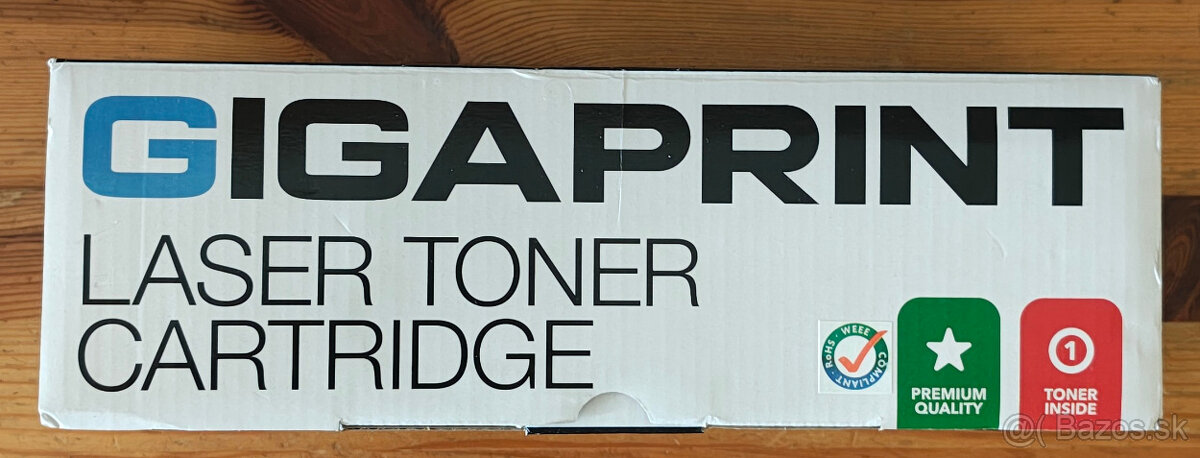 GIGAPRINT
LASER TONER
CARTRIDGE
RoHS · WEEE
COMPLIANT
PREMIUM
QUALITY
1
TONER
INSIDE
@( Bazos.sk